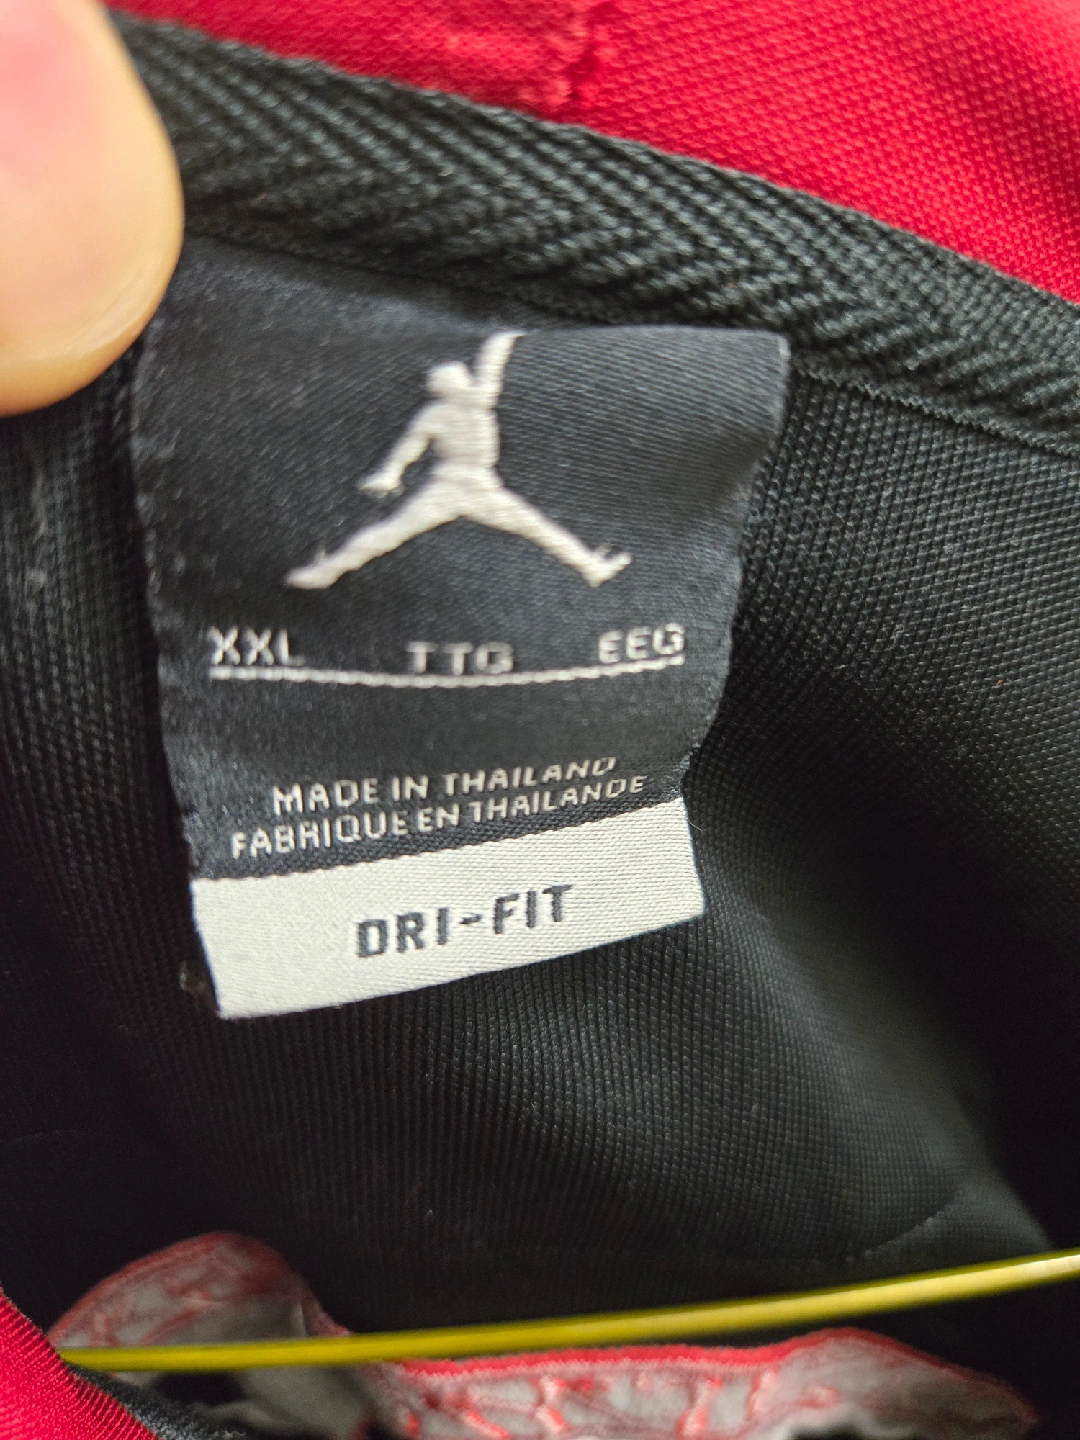 XXL TTG EEG
MADE IN THAILAND
FABRIQUE EN THAILANDE
DRI-FIT